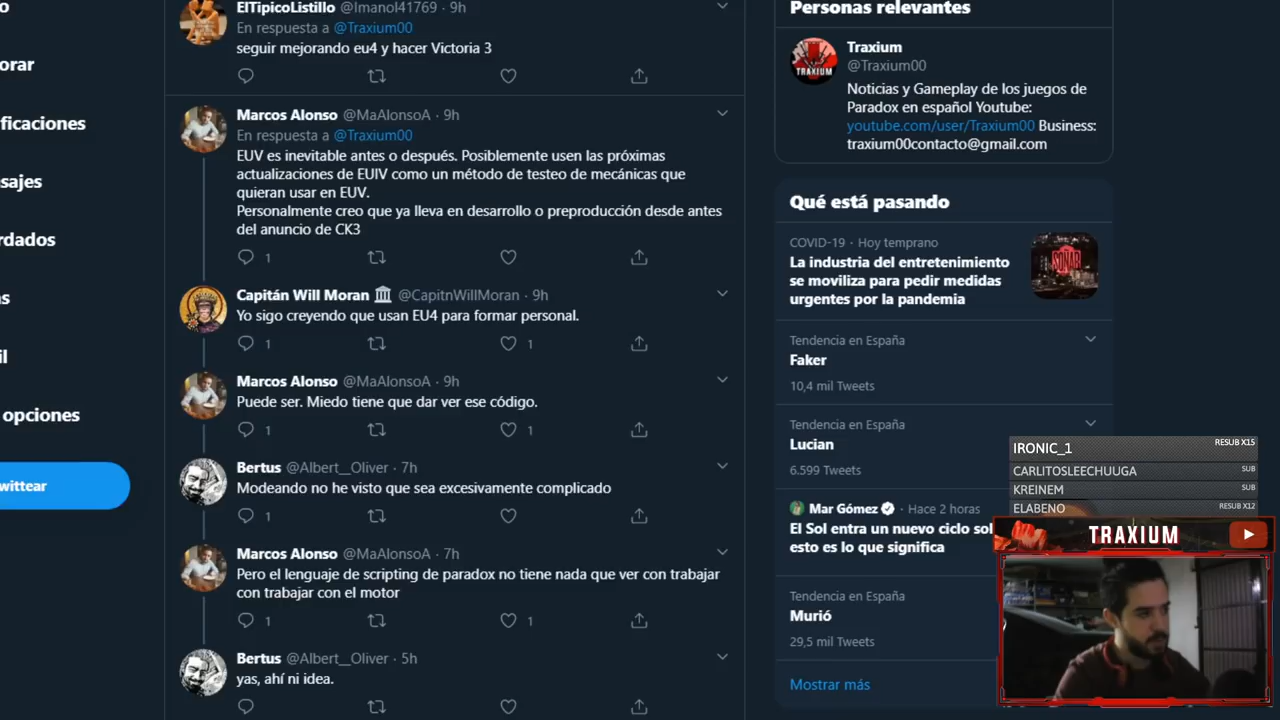 orar
ficaciones
sajes
rdados
s
il
opciones
wittear
ElTipicoListillo @Imanol41769 · 9h
En respuesta a @Traxium00
seguir mejorando eu4 y hacer Victoria 3
Marcos Alonso @MaAlonsoA · 9h
En respuesta a @Traxium00
EUV es inevitable antes o después. Posiblemente usen las próximas
actualizaciones de EUIV como un método de testeo de mecánicas que
quieran usar en EUV.
Personalmente creo que ya lleva en desarrollo o preproducción desde antes
del anuncio de CK3
1
Capitán Will Moran @CapitnWillMoran · 9h
Yo sigo creyendo que usan EU4 para formar personal.
1 1
Marcos Alonso @MaAlonsoA · 9h
Puede ser. Miedo tiene que dar ver ese código.
1 1
Bertus @Albert__Oliver · 7h
Modeando no he visto que sea excesivamente complicado
1
Marcos Alonso @MaAlonsoA · 7h
Pero el lenguaje de scripting de paradox no tiene nada que ver con trabajar
con trabajar con el motor
1 1
Bertus @Albert__Oliver · 5h
yas, ahí ni idea.
Personas relevantes
TRAXIUM
Traxium
@Traxium00
Noticias y Gameplay de los juegos de
Paradox en español Youtube:
youtube.com/user/Traxium00 Business:
traxium00contacto@gmail.com
Qué está pasando
COVID-19 · Hoy temprano
La industria del entretenimiento
se moviliza para pedir medidas
urgentes por la pandemia
SONAR
Tendencia en España
Faker
10,4 mil Tweets
Tendencia en España
Lucian
6.599 Tweets
Mar Gómez · Hace 2 horas
El Sol entra un nuevo ciclo sol
esto es lo que significa
Tendencia en España
Murió
29,5 mil Tweets
Mostrar más
IRONIC_1 RESUB X15
CARLITOSLEECHUUGA SUB
KREINEM SUB
ELABENO RESUB X12
TRAXIUM